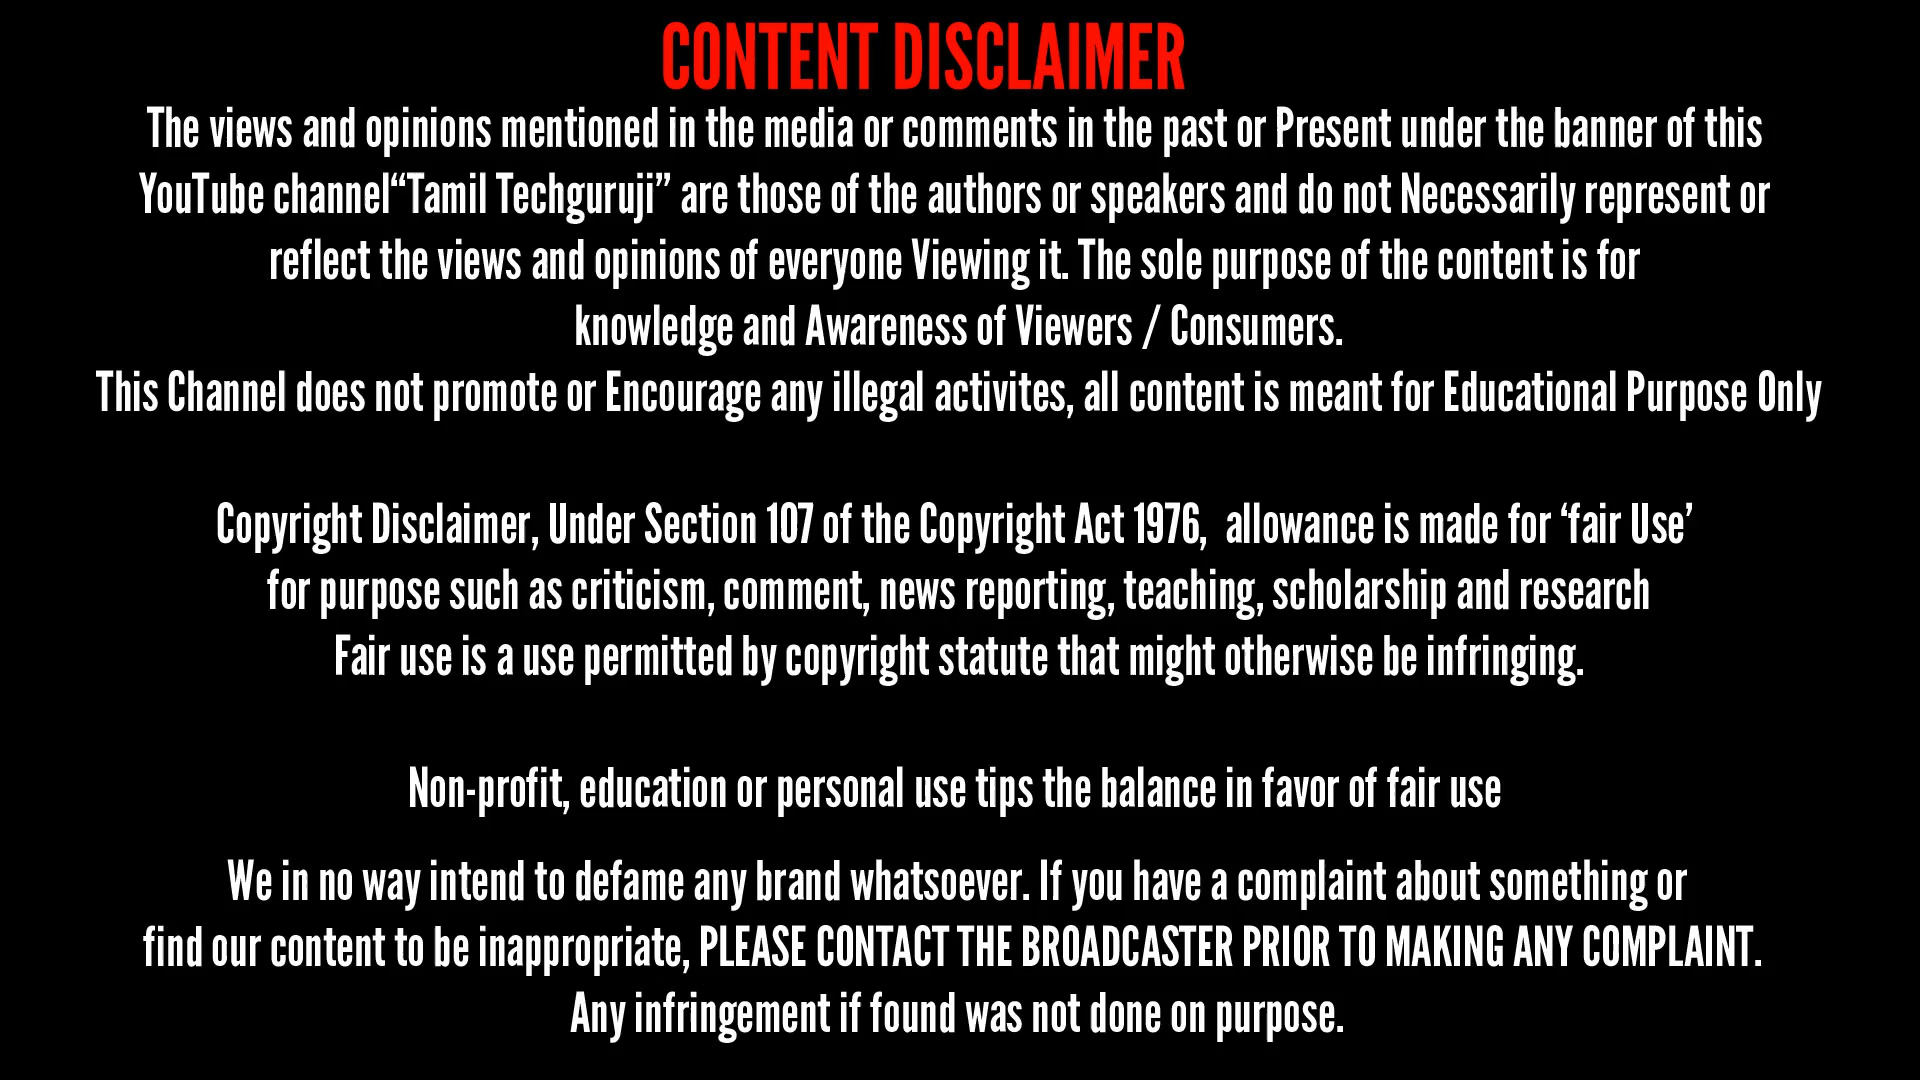 CONTENT DISCLAIMER
The views and opinions mentioned in the media or comments in the past or Present under the banner of this
YouTube channel“Tamil Techguruji” are those of the authors or speakers and do not Necessarily represent or
reflect the views and opinions of everyone Viewing it. The sole purpose of the content is for
knowledge and Awareness of Viewers / Consumers.
This Channel does not promote or Encourage any illegal activites, all content is meant for Educational Purpose Only
Copyright Disclaimer, Under Section 107 of the Copyright Act 1976, allowance is made for ‘fair Use’
for purpose such as criticism, comment, news reporting, teaching, scholarship and research
Fair use is a use permitted by copyright statute that might otherwise be infringing.
Non-profit, education or personal use tips the balance in favor of fair use
We in no way intend to defame any brand whatsoever. If you have a complaint about something or
find our content to be inappropriate, PLEASE CONTACT THE BROADCASTER PRIOR TO MAKING ANY COMPLAINT.
Any infringement if found was not done on purpose.